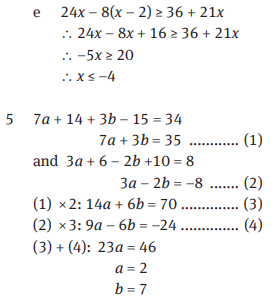 e 24x − 8(x − 2) ≥ 36 + 21x
∴ 24x − 8x + 16 ≥ 36 + 21x
∴ −5x ≥ 20
∴ x ≤ −4
5 7a + 14 + 3b − 15 = 34
7a + 3b = 35 ............ (1)
and 3a + 6 − 2b +10 = 8
3a − 2b = −8 ....... (2)
(1) ×2: 14a + 6b = 70 .............. (3)
(2) ×3: 9a − 6b = −24 .............. (4)
(3) + (4): 23a = 46
a = 2
b = 7